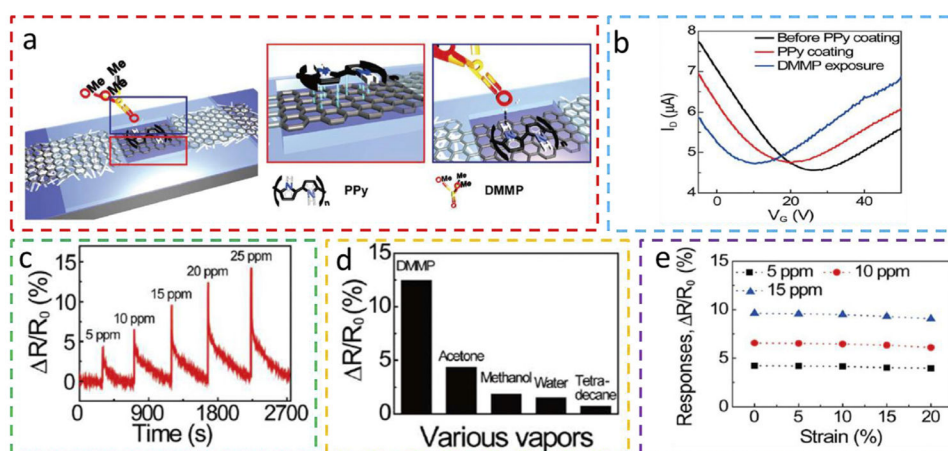 a
OMe
Me
OMe
PPy
n
Me
Me
OMe
DMMP
b
Before PPy coating
PPy coating
DMMP exposure
I_D (μA)
8
7
6
5
4
0 20 40
V_G (V)
c
ΔR/R₀ (%)
15
10
5
0
5 ppm
10 ppm
15 ppm
20 ppm
25 ppm
0 900 1800 2700
Time (s)
d
ΔR/R₀ (%)
15
10
5
0
DMMP
Acetone
Methanol
Water
Tetra-
decane
Various vapors
e
Responses, ΔR/R₀ (%)
15
10
5
0
5 ppm 10 ppm
15 ppm
0 5 10 15 20
Strain (%)